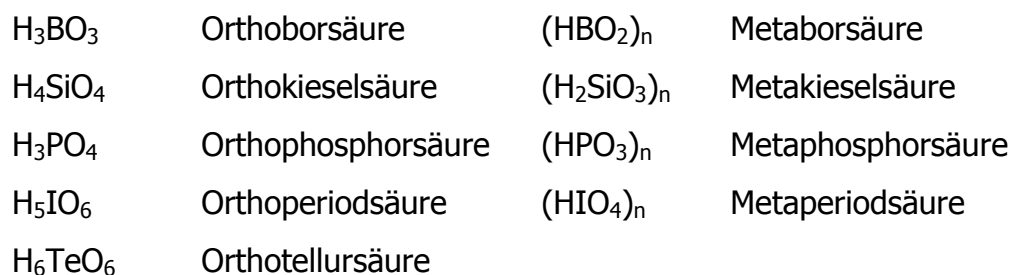 H₃BO₃ Orthoborsäure (HBO₂)ₙ Metaborsäure
H₄SiO₄ Orthokieselsäure (H₂SiO₃)ₙ Metakieselsäure
H₃PO₄ Orthophosphorsäure (HPO₃)ₙ Metaphosphorsäure
H₅IO₆ Orthoperiodsäure (HIO₄)ₙ Metaperiodsäure
H₆TeO₆ Orthotellursäure